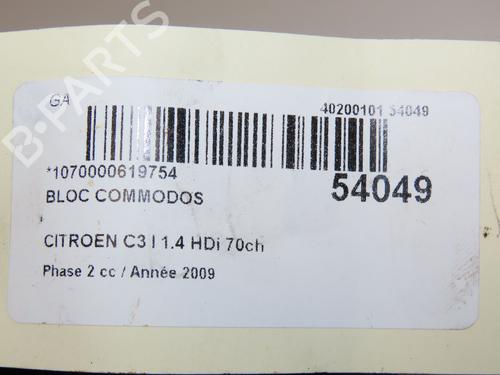 GA
40200101 54049
*1070000619754
54049
BLOC COMMODOS
CITROEN C3 I 1.4 HDi 70ch
Phase 2 cc / Année 2009
B-PARTS